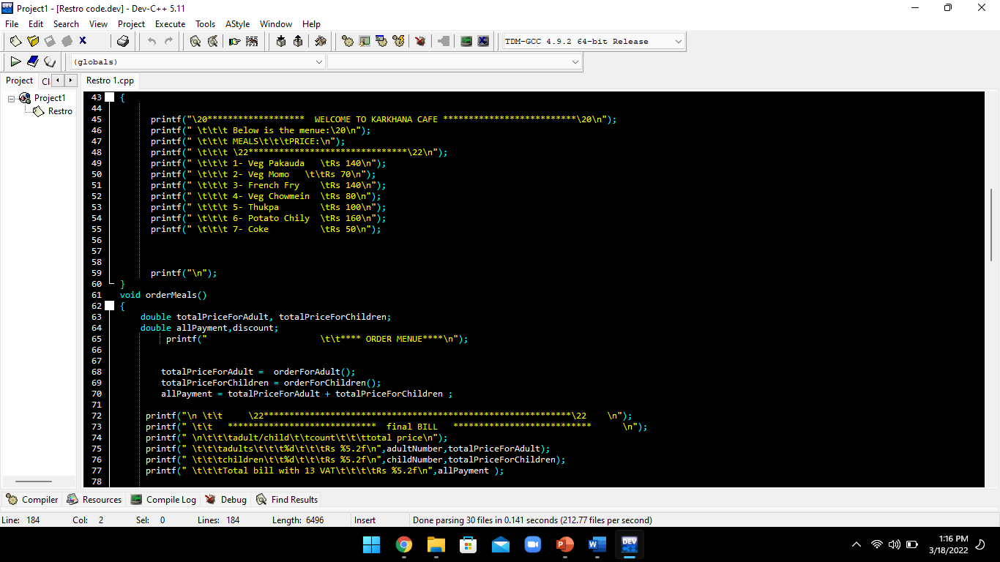 Project1 - [Restro code.dev] - Dev-C++ 5.11
File Edit Search View Project Execute Tools AStyle Window Help
TDM-GCC 4.9.2 64-bit Release
(globals)
Project Cl
Restro 1.cpp
Project1
Restro
43 {
44
45 printf("\20******************* WELCOME TO KARKHANA CAFE **************************\20\n");
46 printf(" \t\t\t Below is the menue:\20\n");
47 printf(" \t\t\t MEALS\t\t\tPRICE:\n");
48 printf(" \t\t\t \22*******************************\22\n");
49 printf(" \t\t\t 1- Veg Pakauda   \tRs 140\n");
50 printf(" \t\t\t 2- Veg Momo   \t\tRs 70\n");
51 printf(" \t\t\t 3- French Fry    \tRs 140\n");
52 printf(" \t\t\t 4- Veg Chowmein  \tRs 80\n");
53 printf(" \t\t\t 5- Thukpa        \tRs 100\n");
54 printf(" \t\t\t 6- Potato Chily  \tRs 160\n");
55 printf(" \t\t\t 7- Coke          \tRs 50\n");
56
57
58
59 printf("\n");
60 }
61 void orderMeals()
62 {
63 double totalPriceForAdult, totalPriceForChildren;
64 double allPayment,discount;
65 printf("                      \t\t**** ORDER MENUE****\n");
66
67
68 totalPriceForAdult =  orderForAdult();
69 totalPriceForChildren = orderForChildren();
70 allPayment = totalPriceForAdult + totalPriceForChildren ;
71
72 printf("\n \t\t     \22************************************************************\22    \n");
73 printf(" \t\t   *****************************  final BILL   ***************************      \n");
74 printf(" \n\t\t\tadult/child\t\tcount\t\t\ttotal price\n");
75 printf(" \t\t\tadults\t\t\t%d\t\t\tRs %5.2f\n",adultNumber,totalPriceForAdult);
76 printf(" \t\t\tchildren\t\t%d\t\t\tRs %5.2f\n",childNumber,totalPriceForChildren);
77 printf(" \t\t\tTotal bill with 13 VAT\t\t\t\tRs %5.2f\n",allPayment );
78
Compiler Resources Compile Log Debug Find Results
Line: 184 Col: 2 Sel: 0 Lines: 184 Length: 6496 Insert Done parsing 30 files in 0.141 seconds (212.77 files per second)
1:16 PM
3/18/2022